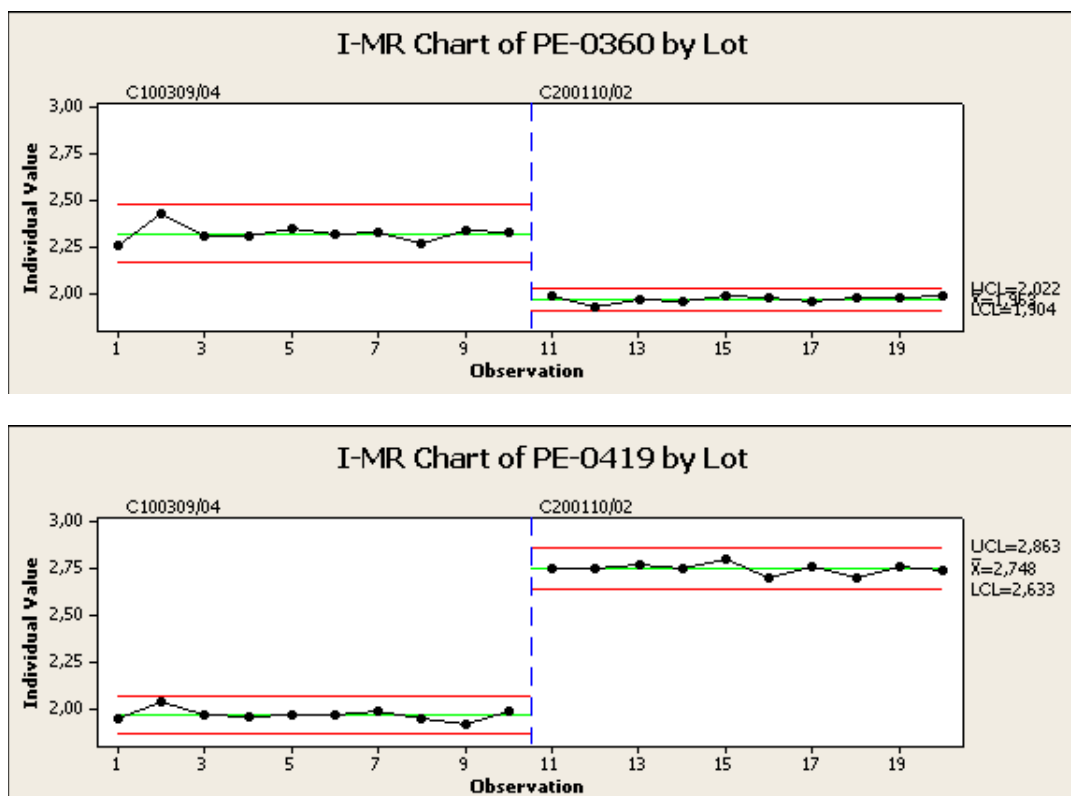 I-MR Chart of PE-0360 by Lot
C100309/04 C200110/02
3,00
2,75
2,50
2,25
2,00
Individual Value
UCL=2,022
X=1,963
LCL=1,904
1 3 5 7 9 11 13 15 17 19
Observation
I-MR Chart of PE-0419 by Lot
C100309/04 C200110/02
3,00
2,75
2,50
2,25
2,00
Individual Value
UCL=2,863
X̄=2,748
LCL=2,633
1 3 5 7 9 11 13 15 17 19
Observation